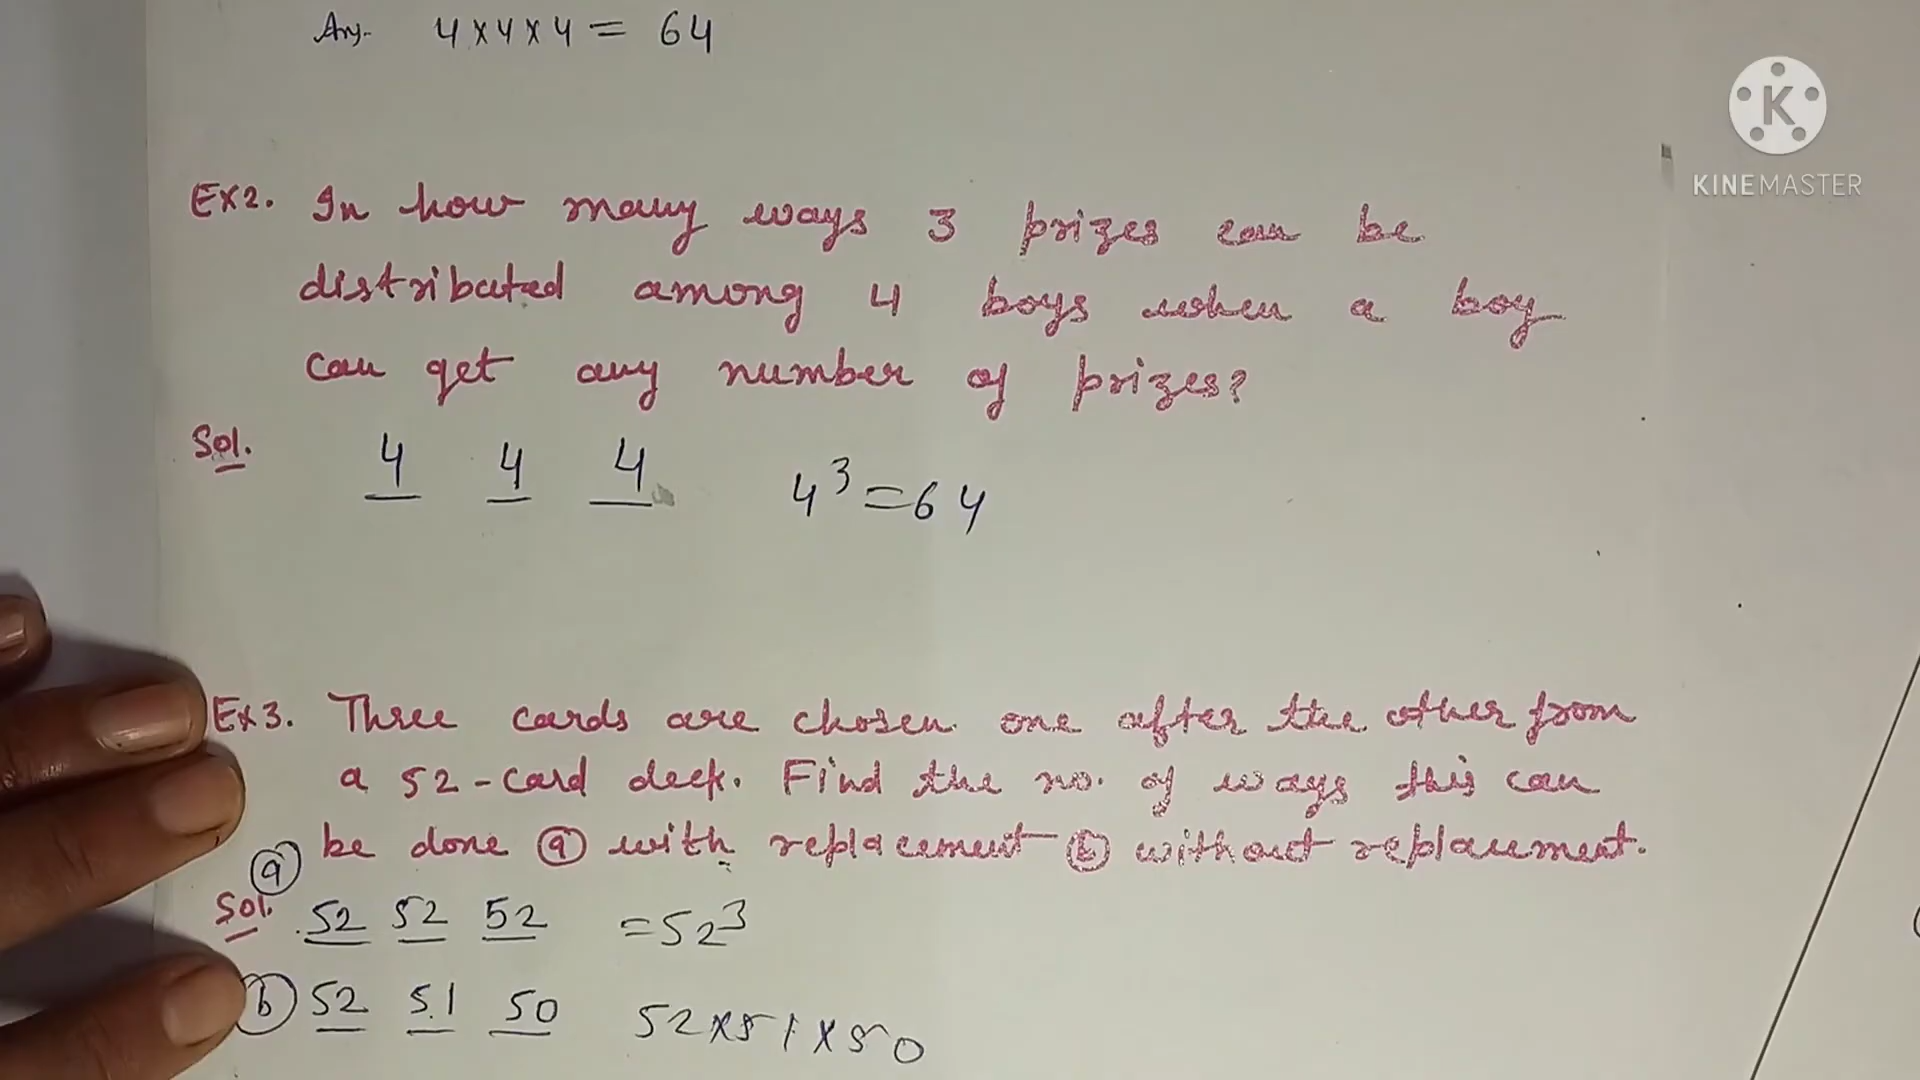 Ans. 4 x 4 x 4 = 64
KINEMASTER
Ex2. In how many ways 3 prizes can be
distributed among 4 boys when a boy
can get any number of prizes?
Sol. 4 4 4 4³ = 64
Ex3. Three cards are chosen one after the other from
a 52-card deck. Find the no. of ways this can
be done (a) with replacement (b) without replacement.
Sol. (a) 52 52 52 = 52³
(b) 52 51 50 52 x 51 x 50